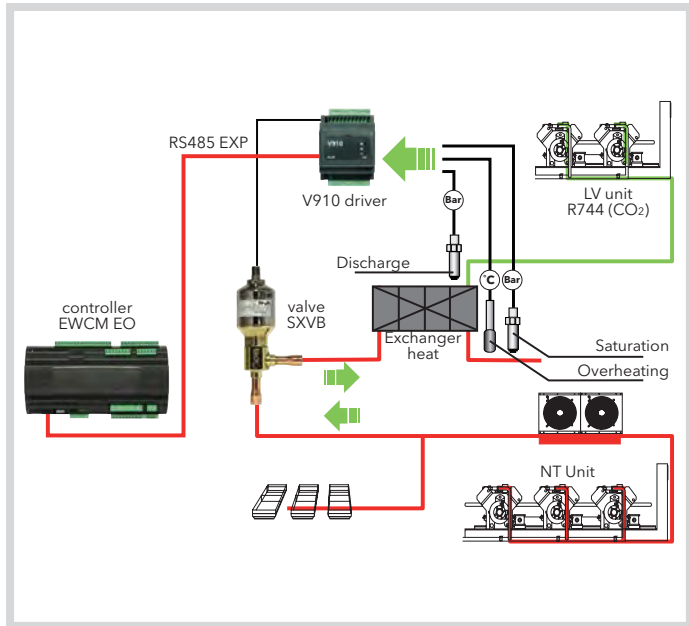 RS485 EXP
V910
V910 driver
Bar
°C
Bar
LV unit
R744 (CO2)
Discharge
controller
EWCM EO
valve
SXVB
Exchanger
heat
Saturation
Overheating
NT Unit